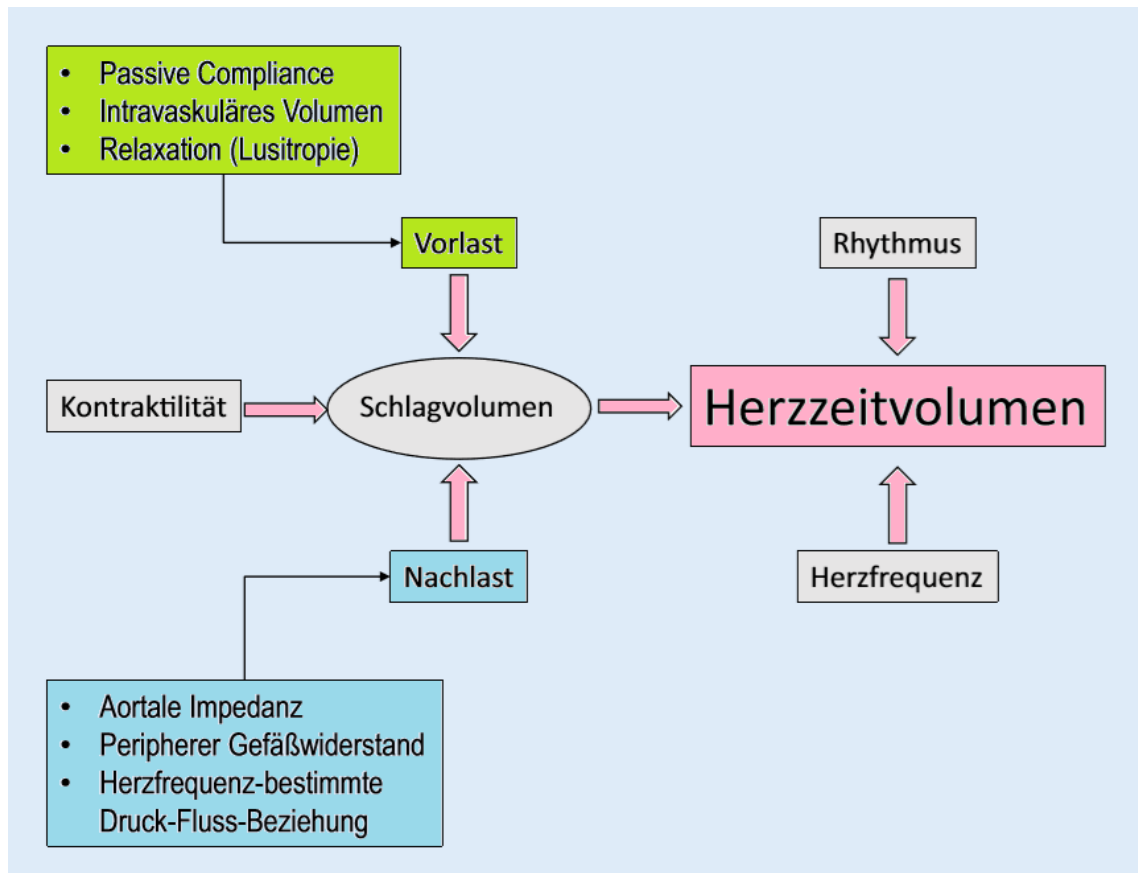 • Passive Compliance
• Intravaskuläres Volumen
• Relaxation (Lusitropie)
Vorlast
Rhythmus
Kontraktilität
Schlagvolumen
Herzzeitvolumen
Nachlast
Herzfrequenz
• Aortale Impedanz
• Peripherer Gefäßwiderstand
• Herzfrequenz-bestimmte
Druck-Fluss-Beziehung